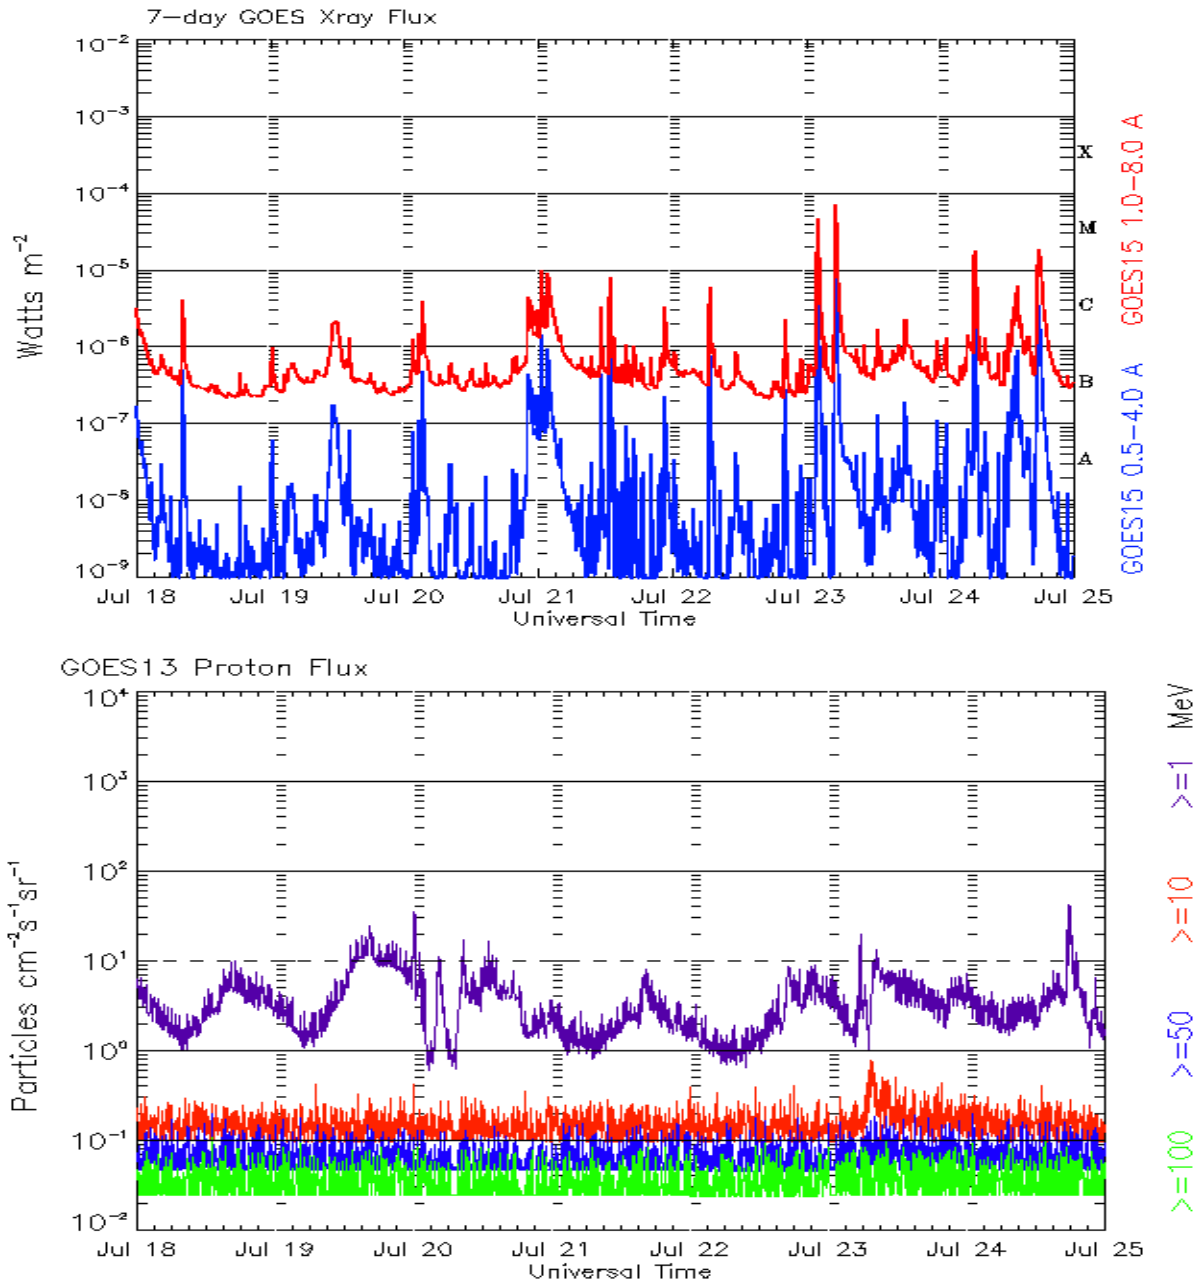 7-day GOES Xray Flux
10⁻²
10⁻³
10⁻⁴
10⁻⁵
10⁻⁶
10⁻⁷
10⁻⁸
10⁻⁹
Watts m⁻²
X
M
C
B
A
GOES15 1.0-8.0 A
GOES15 0.5-4.0 A
Jul 18 Jul 19 Jul 20 Jul 21 Jul 22 Jul 23 Jul 24 Jul 25
Universal Time
GOES13 Proton Flux
10⁴
10³
10²
10¹
10⁰
10⁻¹
10⁻²
Particles cm⁻²s⁻¹sr⁻¹
MeV
>=1
>=10
>=50
>=100
Jul 18 Jul 19 Jul 20 Jul 21 Jul 22 Jul 23 Jul 24 Jul 25
Universal Time